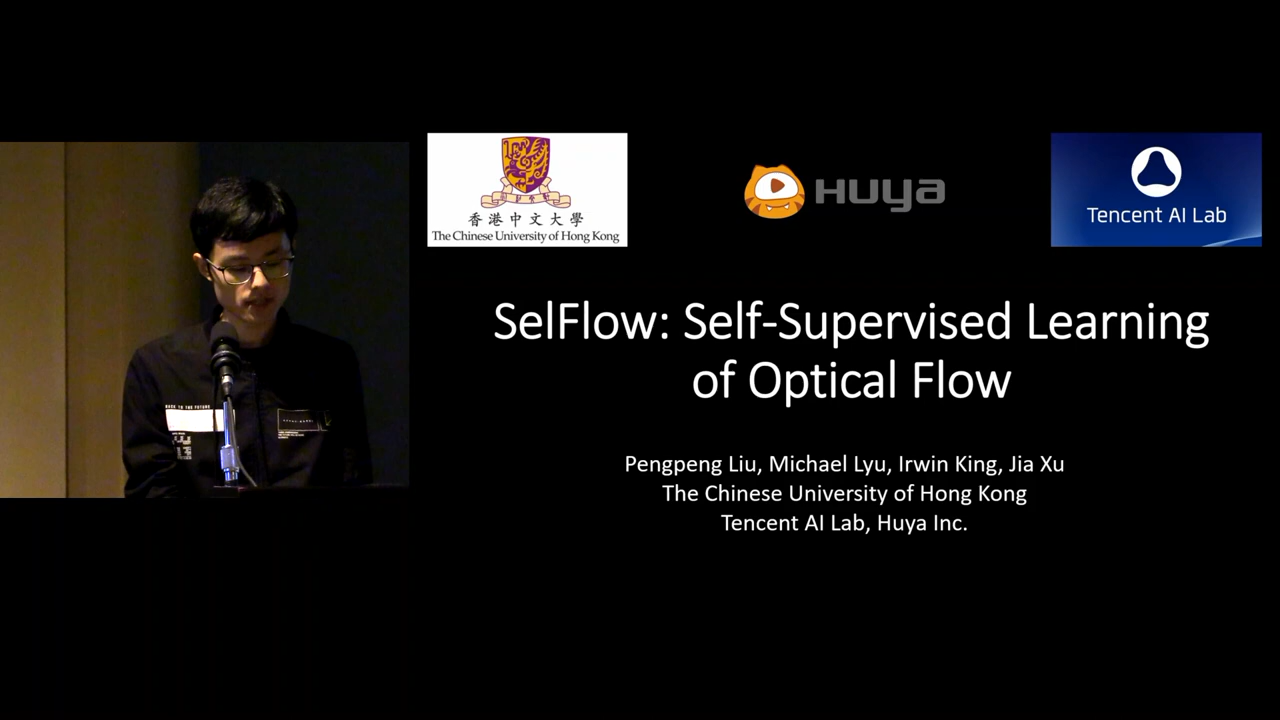 香港中文大學
The Chinese University of Hong Kong
HUYA
Tencent AI Lab
SelFlow: Self-Supervised Learning
of Optical Flow
Pengpeng Liu, Michael Lyu, Irwin King, Jia Xu
The Chinese University of Hong Kong
Tencent AI Lab, Huya Inc.
BACK TO THE FUTURE